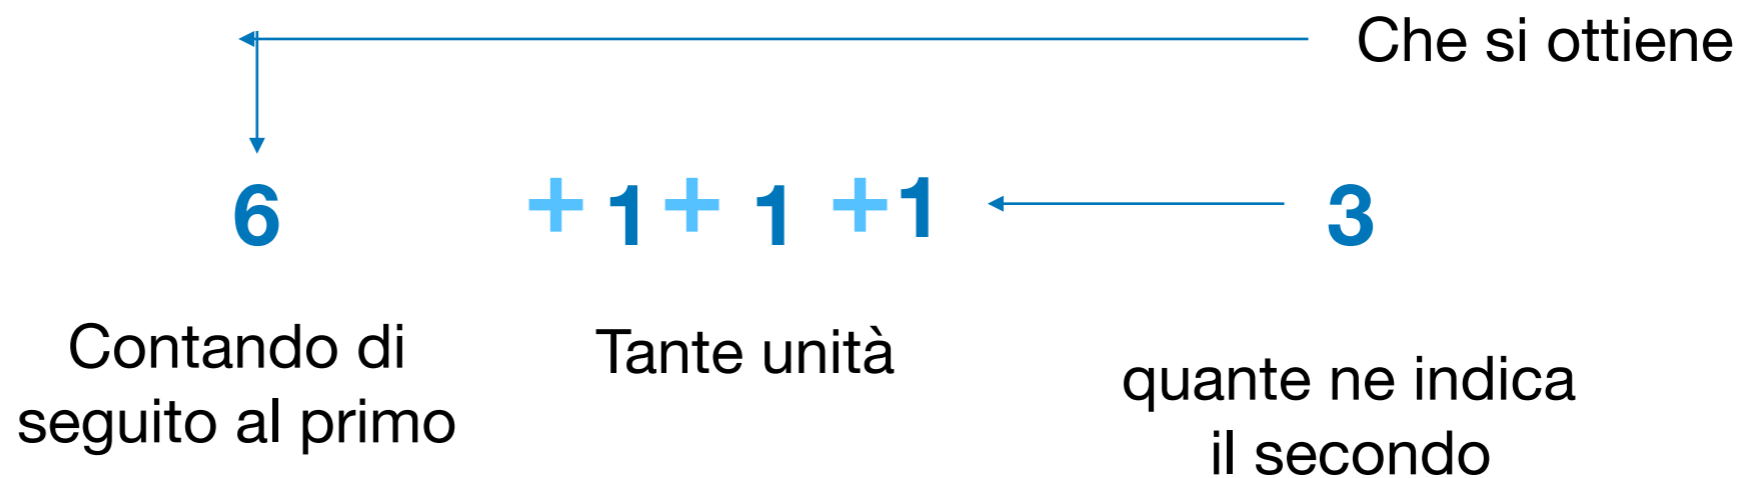 Che si ottiene
6 + 1 + 1 + 1 3
Contando di
seguito al primo
Tante unità
quante ne indica
il secondo